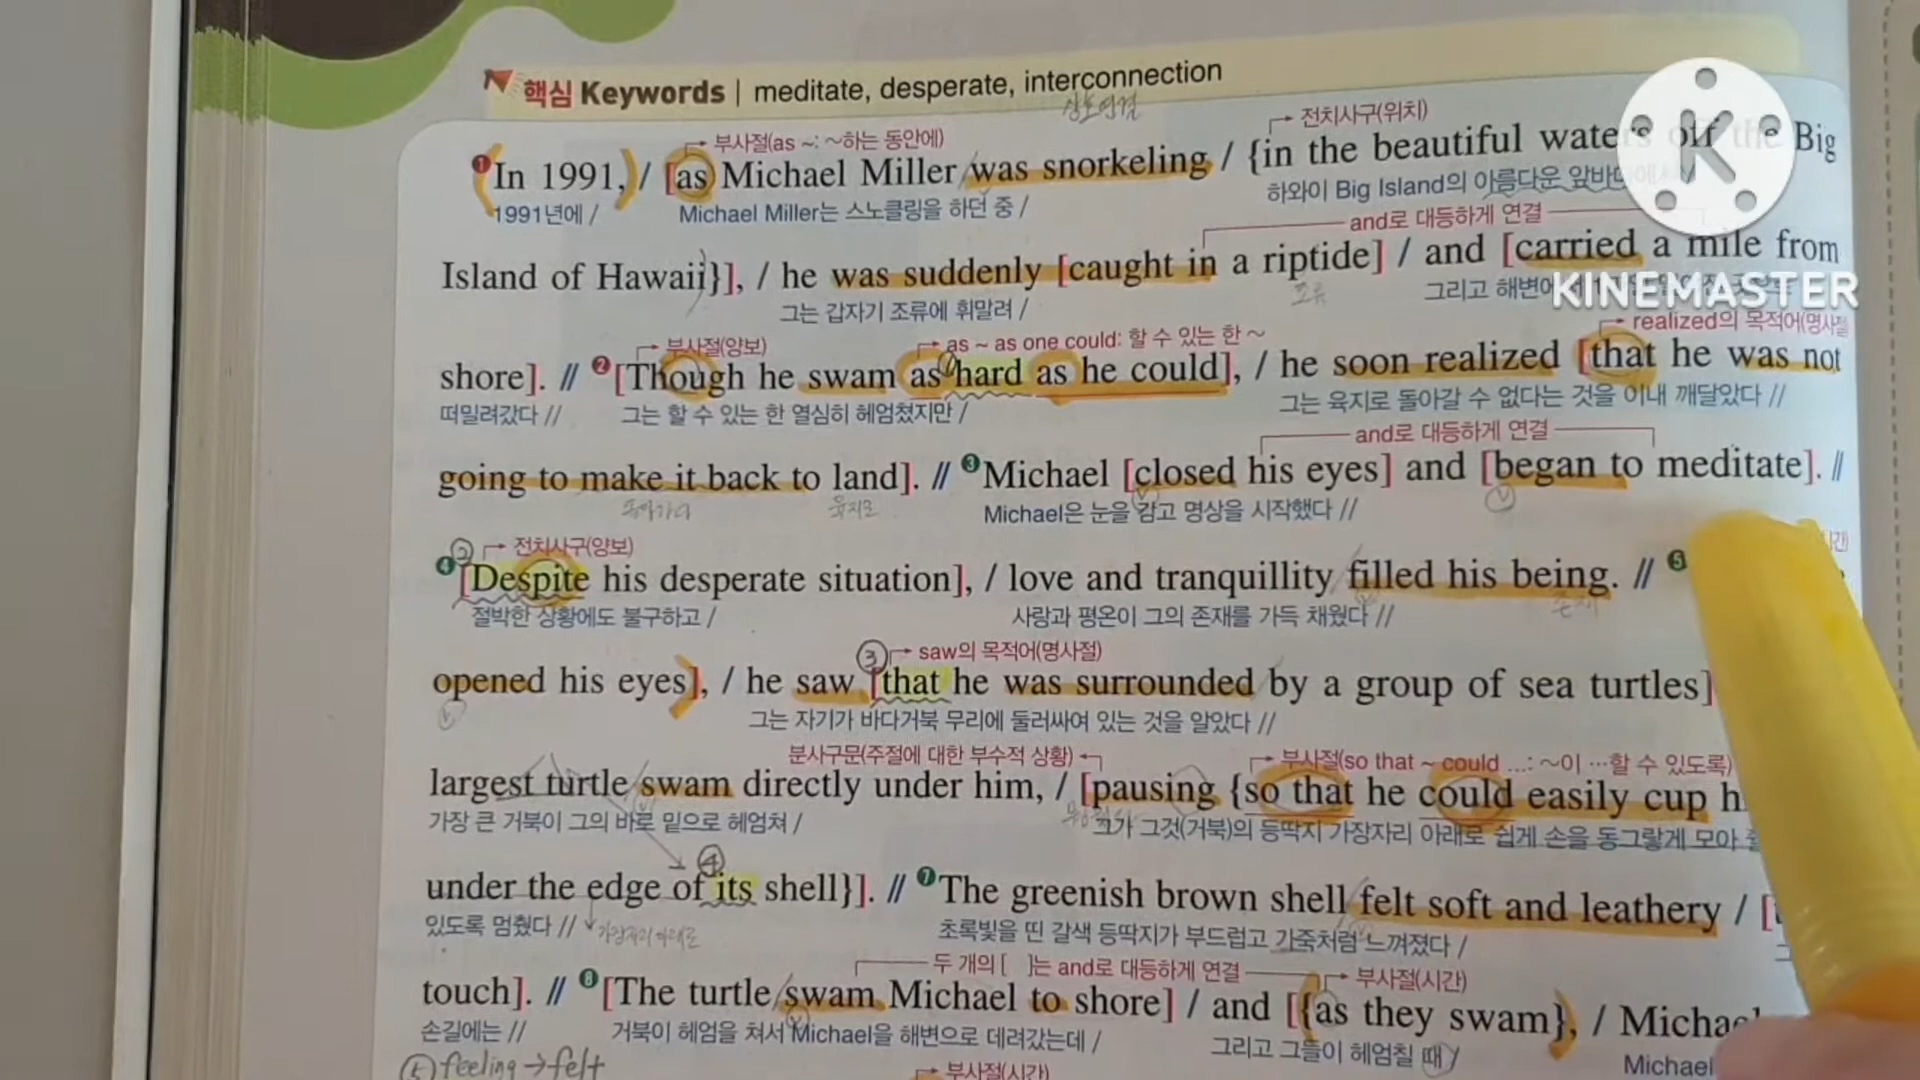 핵심 Keywords | meditate, desperate, interconnection
상호연결
부사절(as ~: ~하는 동안에) 전치사구(위치)
❶In 1991, / [as Michael Miller was snorkeling / {in the beautiful waters off the Big
1991년에 / Michael Miller는 스노클링을 하던 중 / 하와이 Big Island의 아름다운 앞바다에서
and로 대등하게 연결
Island of Hawaii}], / he was suddenly [caught in a riptide] / and [carried a mile from
그는 갑자기 조류에 휘말려 / 조류 그리고 해변에
KINEMASTER
부사절(양보) as ~ as one could: 할 수 있는 한 ~ realized의 목적어(명사절
shore]. // ❷[Though he swam as hard as he could], / he soon realized [that he was not
떠밀려갔다 // 그는 할 수 있는 한 열심히 헤엄쳤지만 / 그는 육지로 돌아갈 수 없다는 것을 이내 깨달았다 //
and로 대등하게 연결
going to make it back to land]. // ❸Michael [closed his eyes] and [began to meditate]. //
돌아가다 육지로 Michael은 눈을 감고 명상을 시작했다 //
② 전치사구(양보) 시간)
❹[Despite his desperate situation], / love and tranquillity filled his being. // ❺
절박한 상황에도 불구하고 / 사랑과 평온이 그의 존재를 가득 채웠다 // 존재
③ saw의 목적어(명사절)
opened his eyes], / he saw [that he was surrounded by a group of sea turtles]
그는 자기가 바다거북 무리에 둘러싸여 있는 것을 알았다 //
분사구문(주절에 대한 부수적 상황) 부사절(so that ~ could …: ~이 …할 수 있도록)
largest turtle swam directly under him, / [pausing {so that he could easily cup h
가장 큰 거북이 그의 바로 밑으로 헤엄쳐 / 그가 그것(거북)의 등딱지 가장자리 아래로 쉽게 손을 동그랗게 모아
④
under the edge of its shell}]. // ❼The greenish brown shell felt soft and leathery / [
있도록 멈췄다 // 가장자리 아래로 초록빛을 띤 갈색 등딱지가 부드럽고 가죽처럼 느껴졌다 /
두 개의 [ ]는 and로 대등하게 연결 부사절(시간)
touch]. // ❽[The turtle swam Michael to shore] / and [{as they swam}, / Michael
손길에는 // 거북이 헤엄을 쳐서 Michael을 해변으로 데려갔는데 / 그리고 그들이 헤엄칠 때 / Michael
⑤ feeling → felt 부사절(시간)